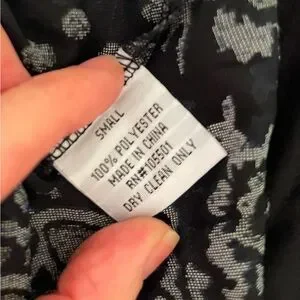 SMALL
100% POLYESTER
MADE IN CHINA
RN#105501
DRY CLEAN ONLY